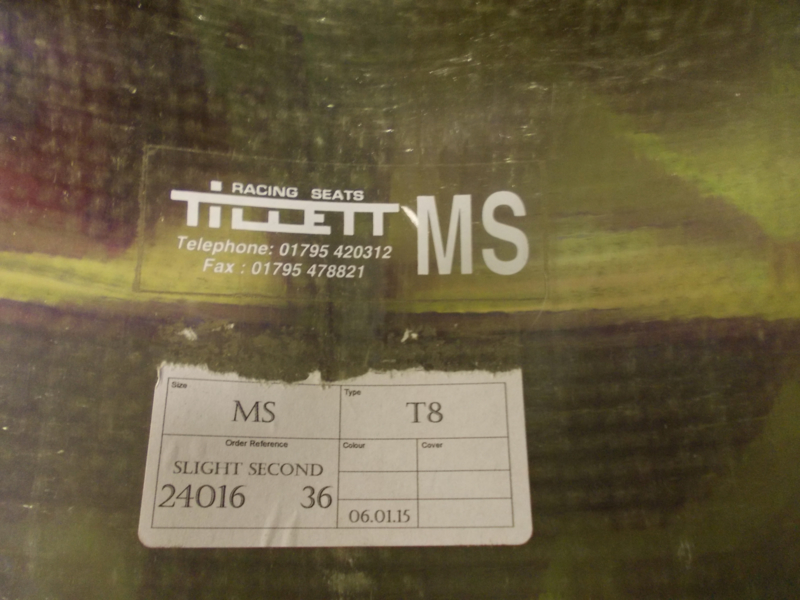 RACING SEATS
TILLETT MS
Telephone: 01795 420312
Fax : 01795 478821
Size
MS
Type
T8
Order Reference
SLIGHT SECOND
24016 36
Colour
Cover
06.01.15